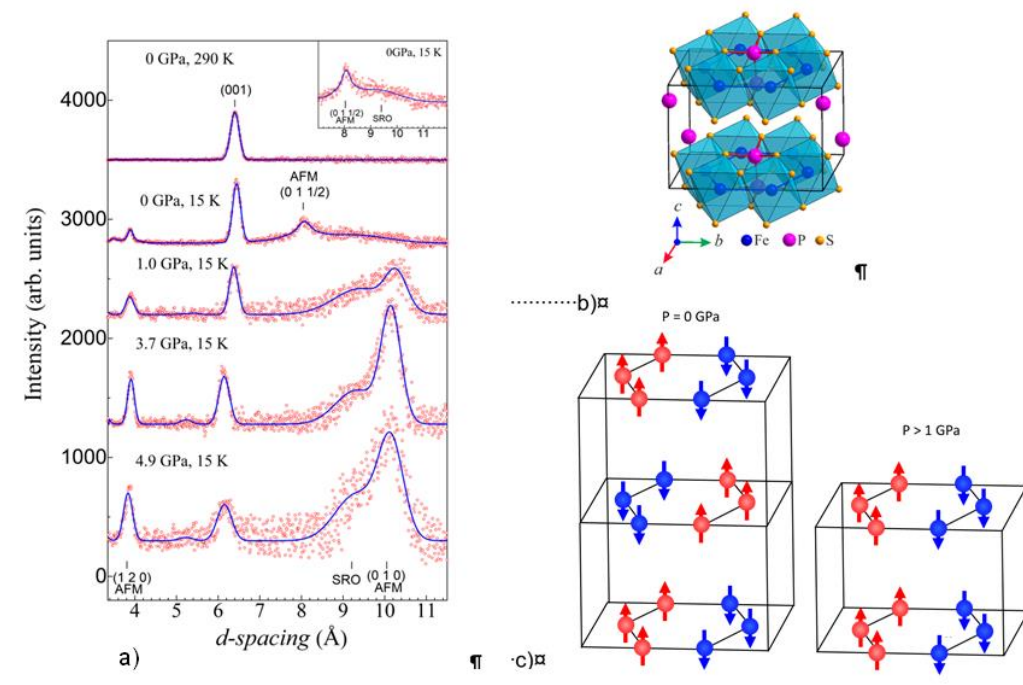 0 GPa, 290 K
0GPa, 15 K
(0 1 1/2)
AFM
SRO
8 9 10 11
(001)
4000
AFM
(0 1 1/2)
0 GPa, 15 K
3000
1.0 GPa, 15 K
2000
3.7 GPa, 15 K
1000
4.9 GPa, 15 K
0
(1 2 0)
AFM
SRO
(0 1 0)
AFM
4 5 6 7 8 9 10 11
Intensity (arb. units)
d-spacing (Å)
a)
¶
c
b
a
Fe P S
¶
············b)¤
P = 0 GPa
P > 1 GPa
·c)¤